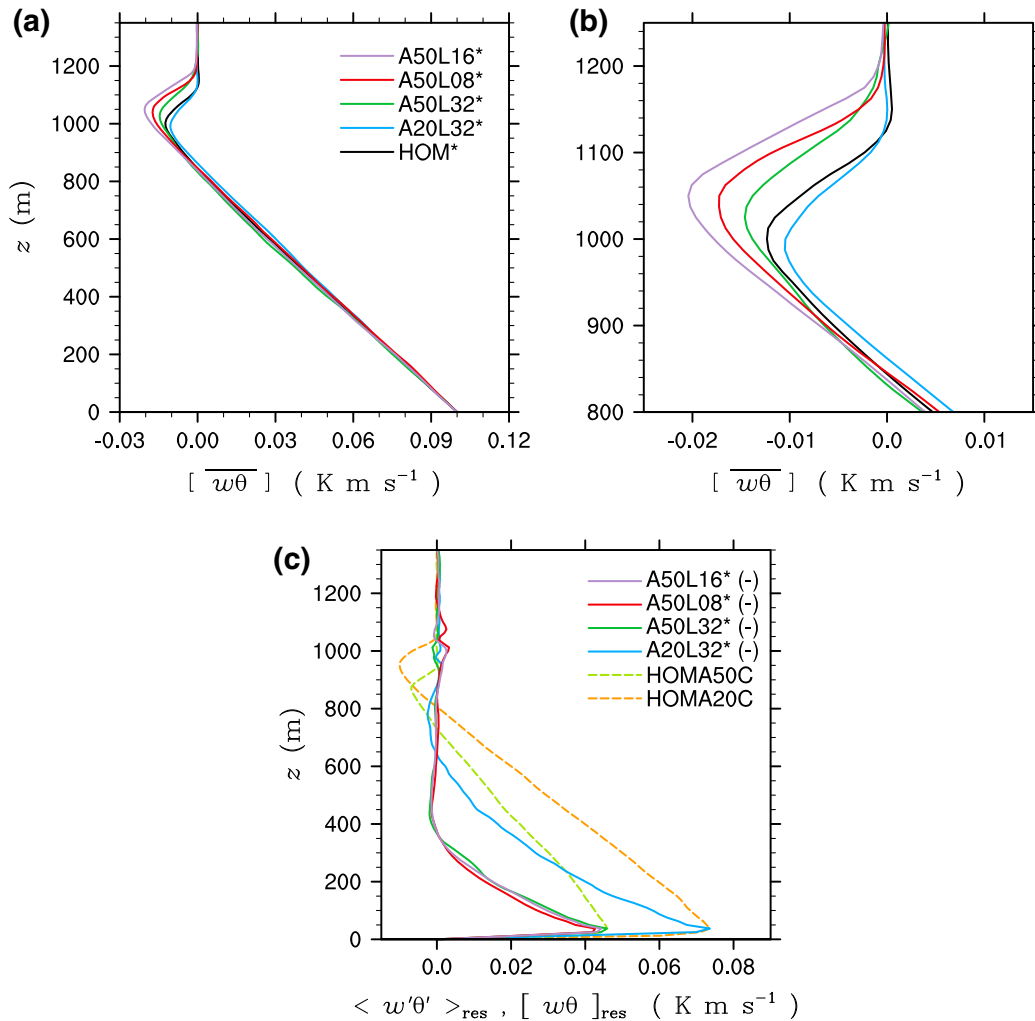 (a)
1200
1000
800
600
400
200
0
z (m)
A50L16*
A50L08*
A50L32*
A20L32*
HOM*
-0.03 0.00 0.03 0.06 0.09 0.12
[ wθ ] ( K m s⁻¹ )
(b)
1200
1100
1000
900
800
-0.02 -0.01 0.0 0.01
[ wθ ] ( K m s⁻¹ )
(c)
1200
1000
800
600
400
200
0
z (m)
A50L16* (-)
A50L08* (-)
A50L32* (-)
A20L32* (-)
HOMA50C
HOMA20C
0.0 0.02 0.04 0.06 0.08
< w′θ′ >res , [ wθ ]res ( K m s⁻¹ )